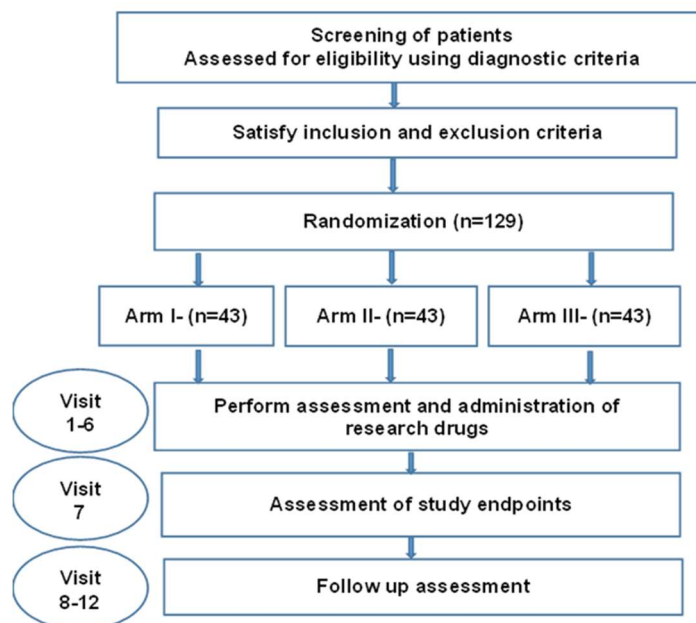 Screening of patients
Assessed for eligibility using diagnostic criteria
Satisfy inclusion and exclusion criteria
Randomization (n=129)
Arm I- (n=43)
Arm II- (n=43)
Arm III- (n=43)
Visit
1-6
Perform assessment and administration of
research drugs
Visit
7
Assessment of study endpoints
Visit
8-12
Follow up assessment